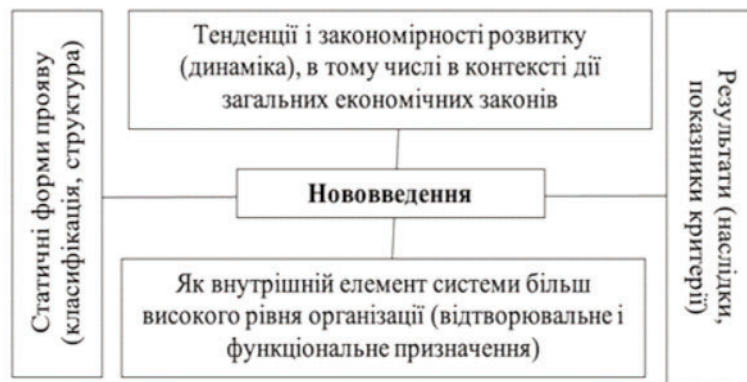 Статичні форми прояву
(класифікація, структура)
Тенденції і закономірності розвитку
(динаміка), в тому числі в контексті дії
загальних економічних законів
Нововведення
Як внутрішній елемент системи більш
високого рівня організації (відтворювальне і
функціональне призначення)
Результати (наслідки,
показники критерії)